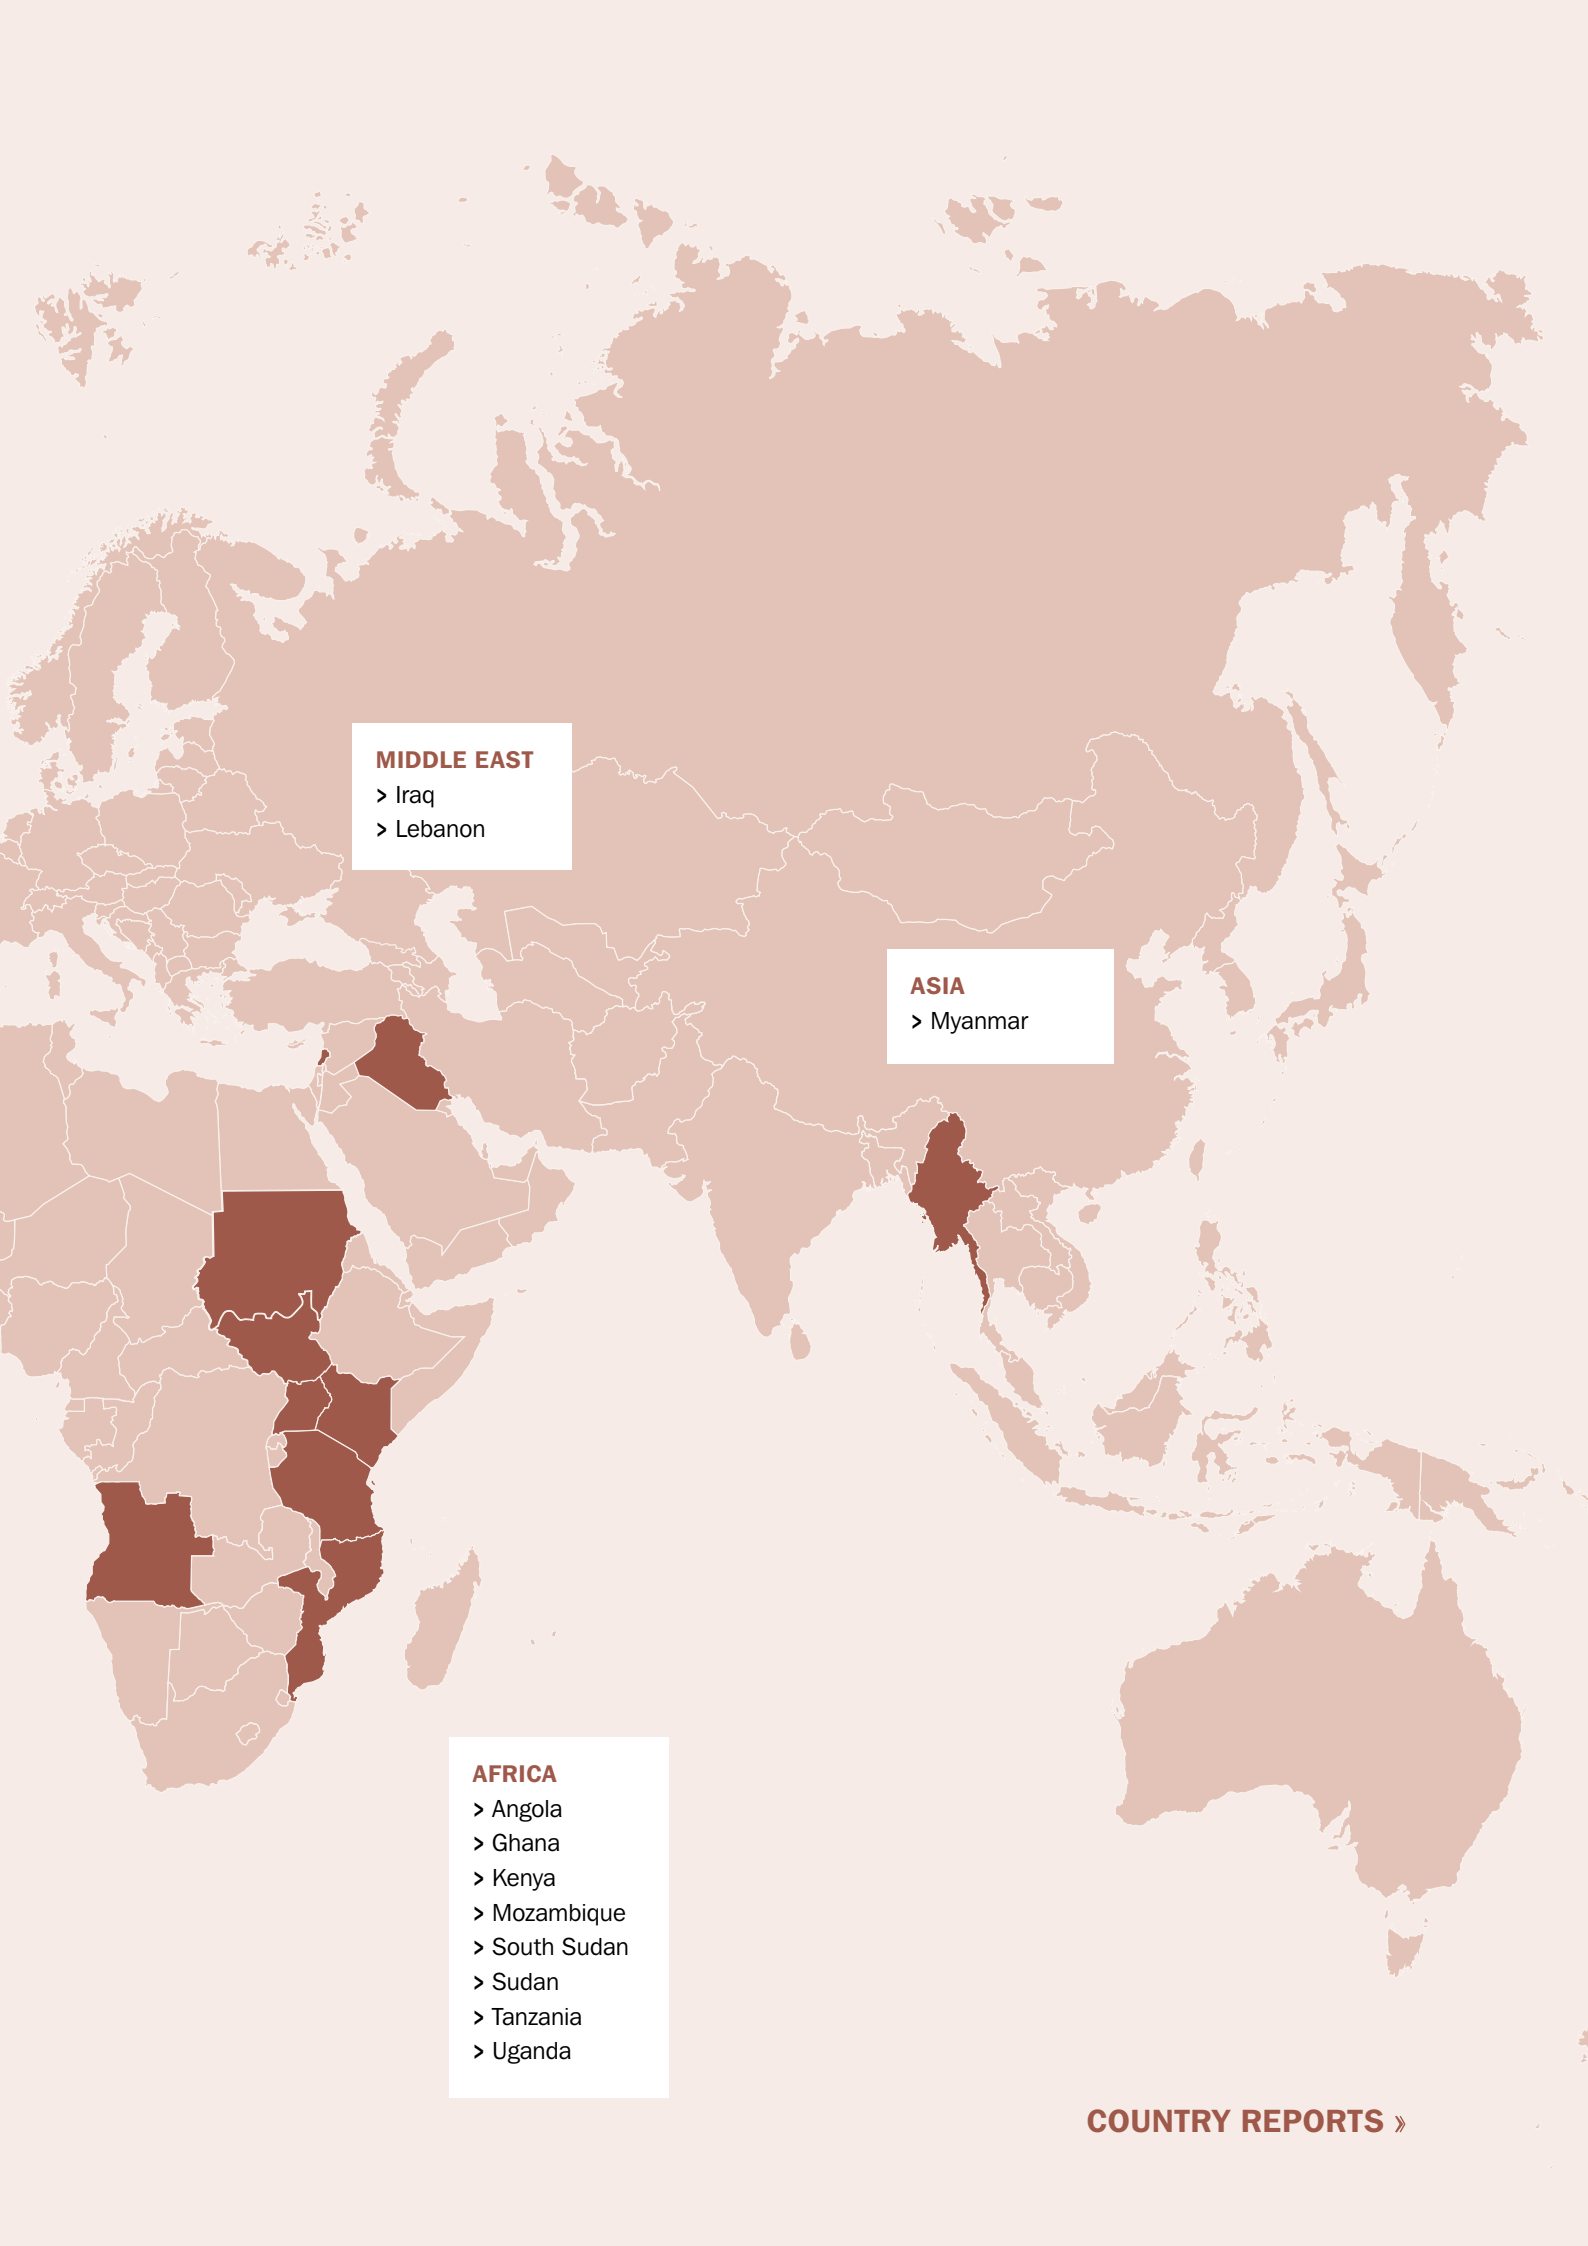 MIDDLE EAST
> Iraq
> Lebanon
ASIA
> Myanmar
AFRICA
> Angola
> Ghana
> Kenya
> Mozambique
> South Sudan
> Sudan
> Tanzania
> Uganda
COUNTRY REPORTS »